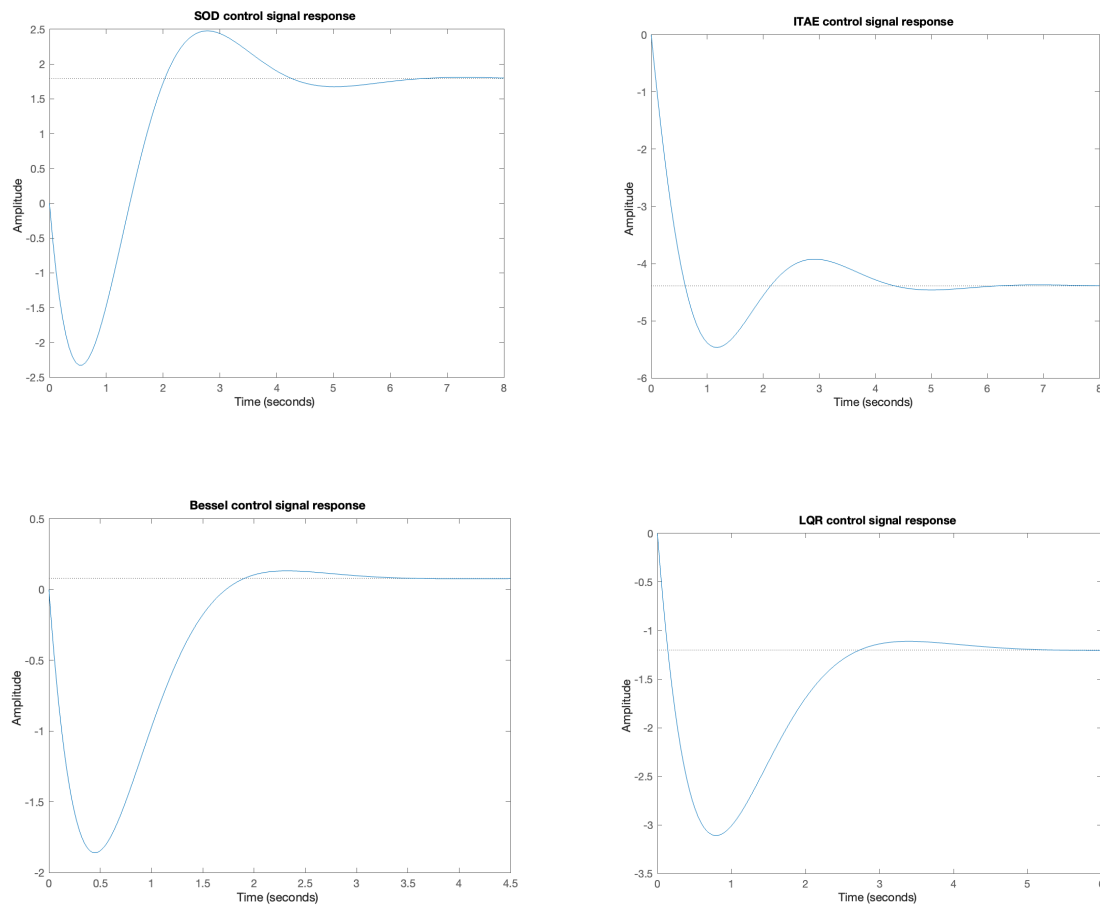 SOD control signal response
2.5
2
1.5
1
0.5
0
-0.5
-1
-1.5
-2
-2.5
Amplitude
0 1 2 3 4 5 6 7 8
Time (seconds)
ITAE control signal response
0
-1
-2
-3
-4
-5
-6
Amplitude
0 1 2 3 4 5 6 7 8
Time (seconds)
Bessel control signal response
0.5
0
-0.5
-1
-1.5
-2
Amplitude
0 0.5 1 1.5 2 2.5 3 3.5 4 4.5
Time (seconds)
LQR control signal response
0
-0.5
-1
-1.5
-2
-2.5
-3
-3.5
Amplitude
0 1 2 3 4 5 6
Time (seconds)